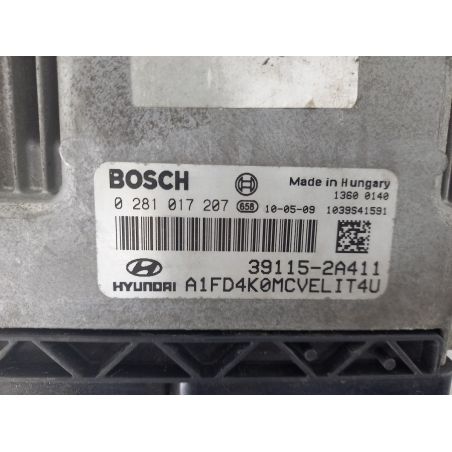 BOSCH
Made in Hungary
1360 0140
0 281 017 207 658 10-05-09 1039S41591
39115-2A411
HYUNDAI A1FD4K0MCVELIT4U